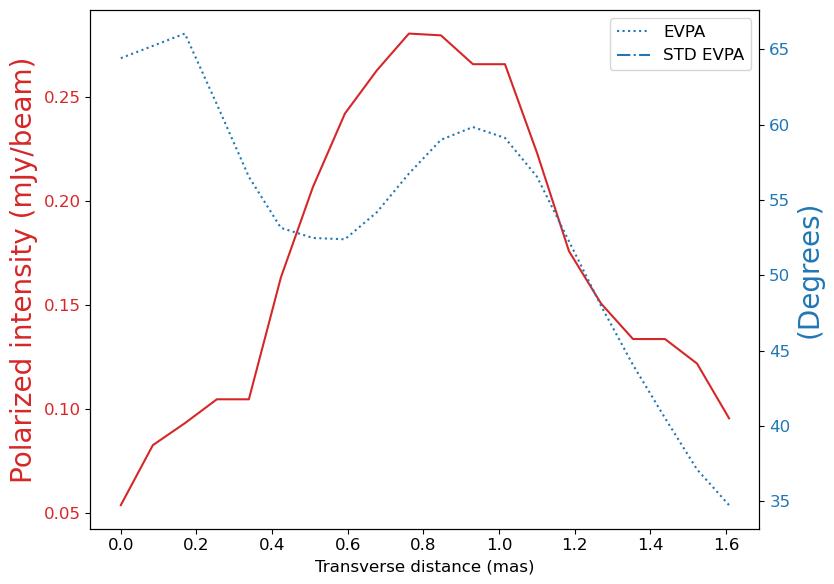 EVPA
STD EVPA
Polarized intensity (mJy/beam)
0.25
0.20
0.15
0.10
0.05
65
60
55
50
45
40
35
(Degrees)
0.0 0.2 0.4 0.6 0.8 1.0 1.2 1.4 1.6
Transverse distance (mas)